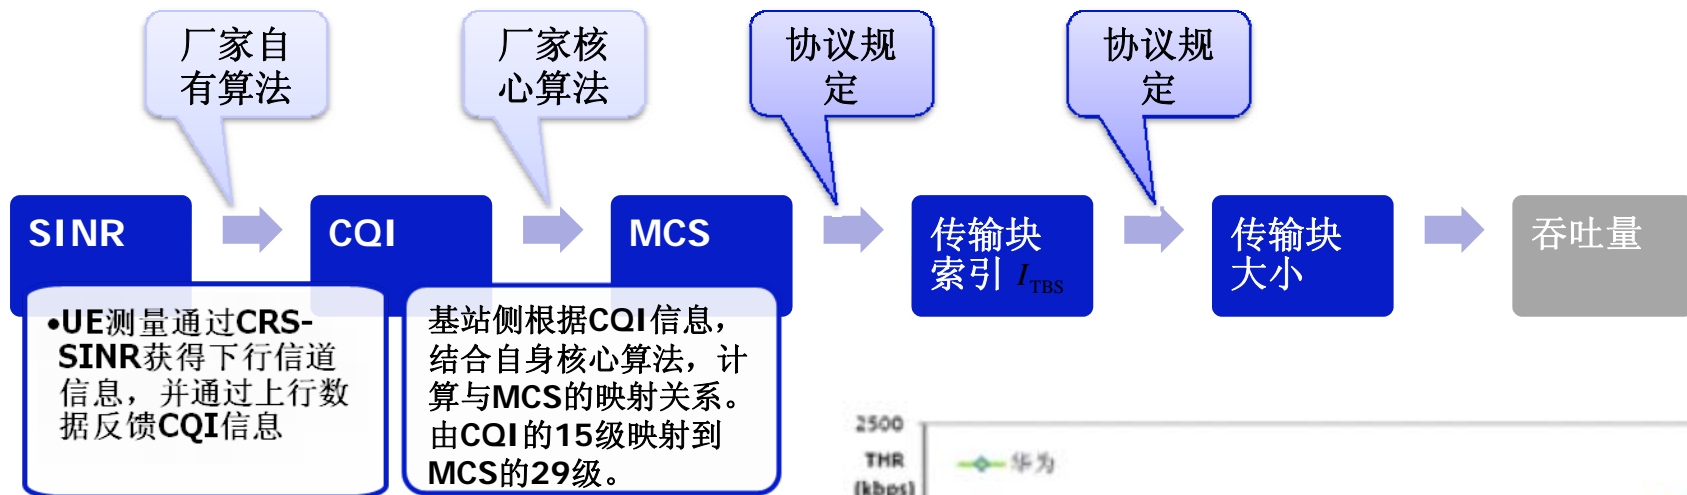 厂家自
有算法
厂家核
心算法
协议规
定
协议规
定
SINR
CQI
MCS
传输块
索引 I_TBS
传输块
大小
吞吐量
•UE测量通过CRS-
SINR获得下行信道
信息，并通过上行数
据反馈CQI信息
基站侧根据CQI信息，
结合自身核心算法，计
算与MCS的映射关系。
由CQI的15级映射到
MCS的29级。
2500
THR
(kbps)
华为